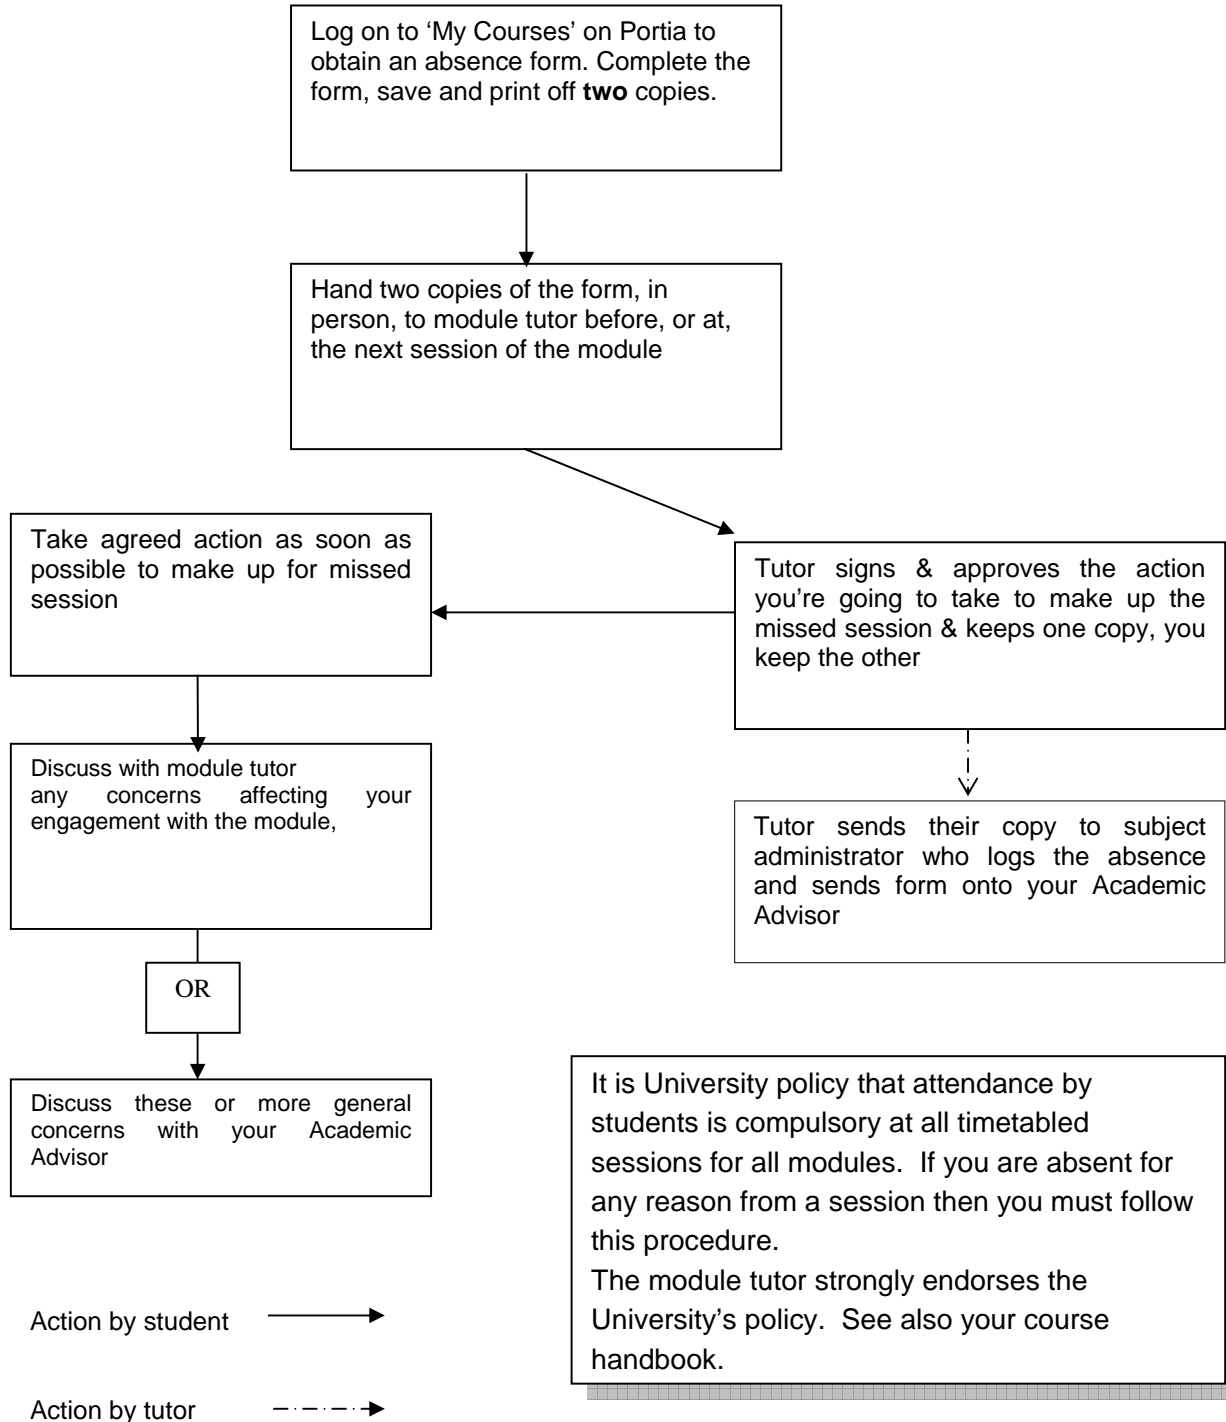 Log on to ‘My Courses’ on Portia to
obtain an absence form. Complete the
form, save and print off two copies.
Hand two copies of the form, in
person, to module tutor before, or at,
the next session of the module
Take agreed action as soon as
possible to make up for missed
session
Tutor signs & approves the action
you’re going to take to make up the
missed session & keeps one copy, you
keep the other
Discuss with module tutor
any concerns affecting your
engagement with the module,
Tutor sends their copy to subject
administrator who logs the absence
and sends form onto your Academic
Advisor
OR
Discuss these or more general
concerns with your Academic
Advisor
It is University policy that attendance by
students is compulsory at all timetabled
sessions for all modules. If you are absent for
any reason from a session then you must follow
this procedure.
The module tutor strongly endorses the
University’s policy. See also your course
handbook.
Action by student
Action by tutor